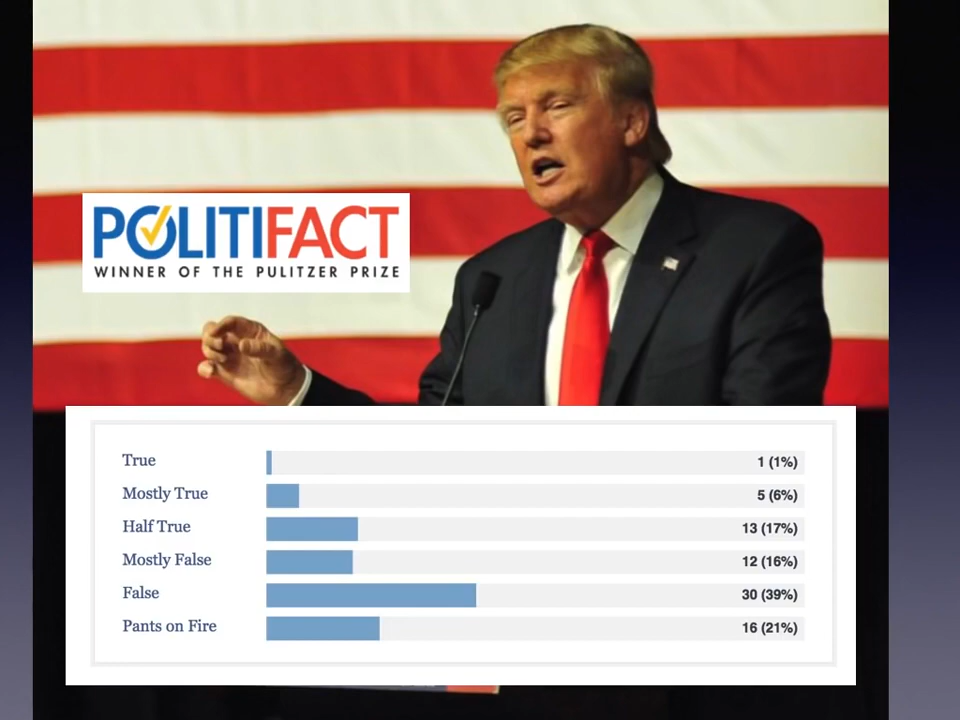 POLITIFACT
WINNER OF THE PULITZER PRIZE
True 1 (1%)
Mostly True 5 (6%)
Half True 13 (17%)
Mostly False 12 (16%)
False 30 (39%)
Pants on Fire 16 (21%)